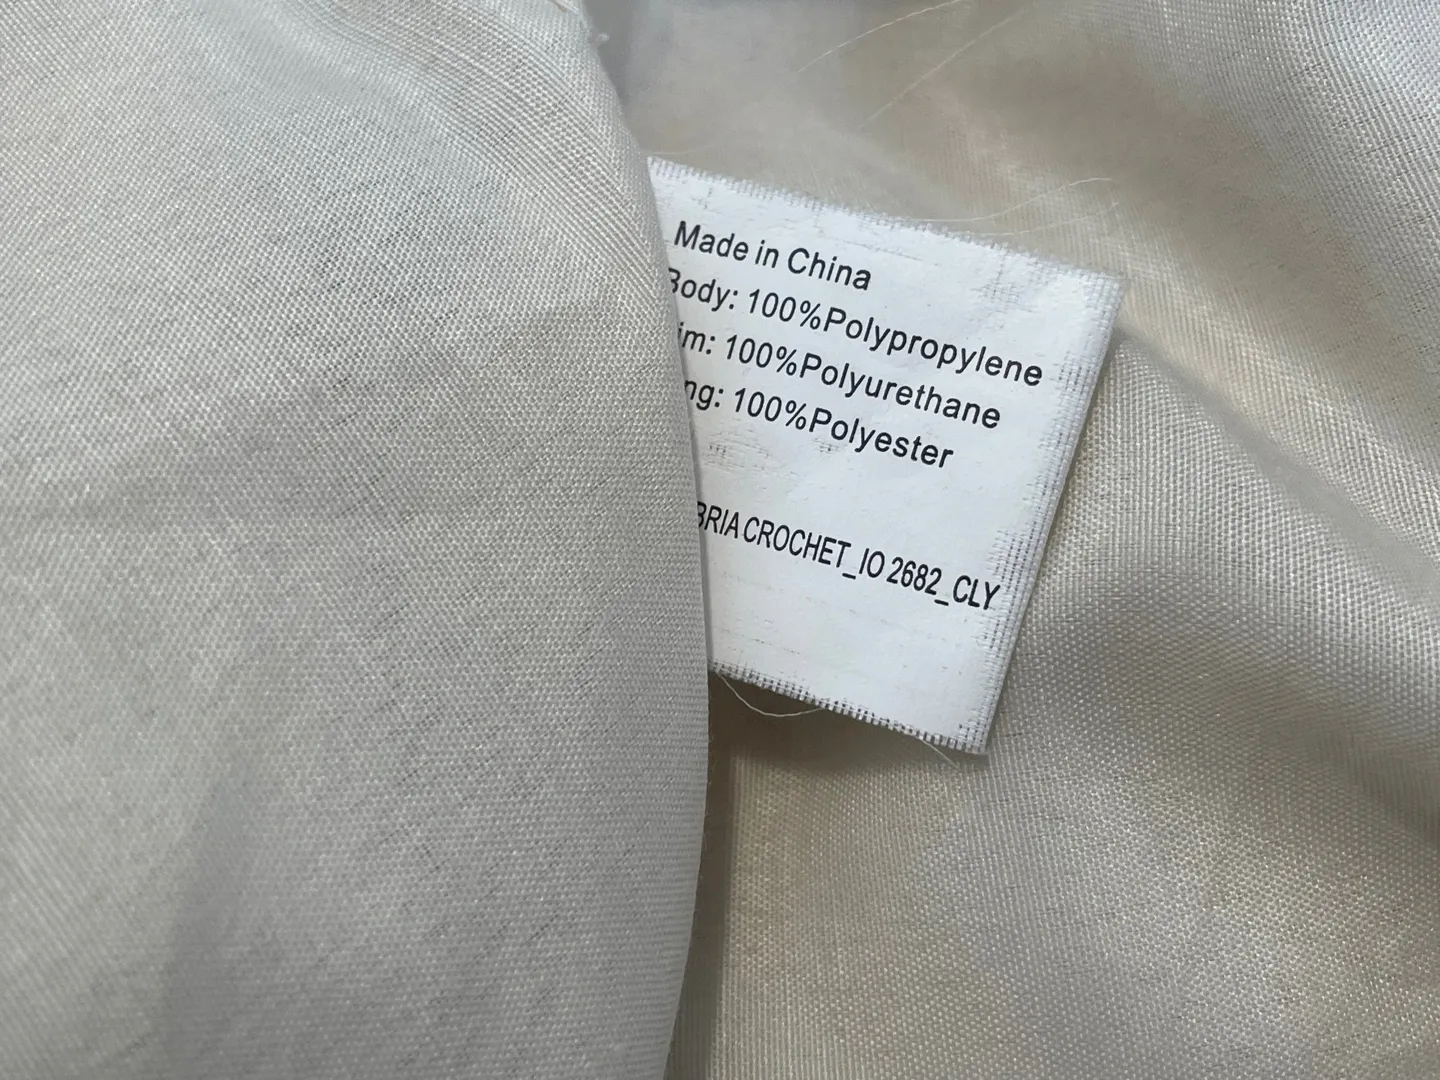 Made in China
Body: 100%Polypropylene
im: 100%Polyurethane
ng: 100%Polyester
BRIA CROCHET_IO 2682_CLY